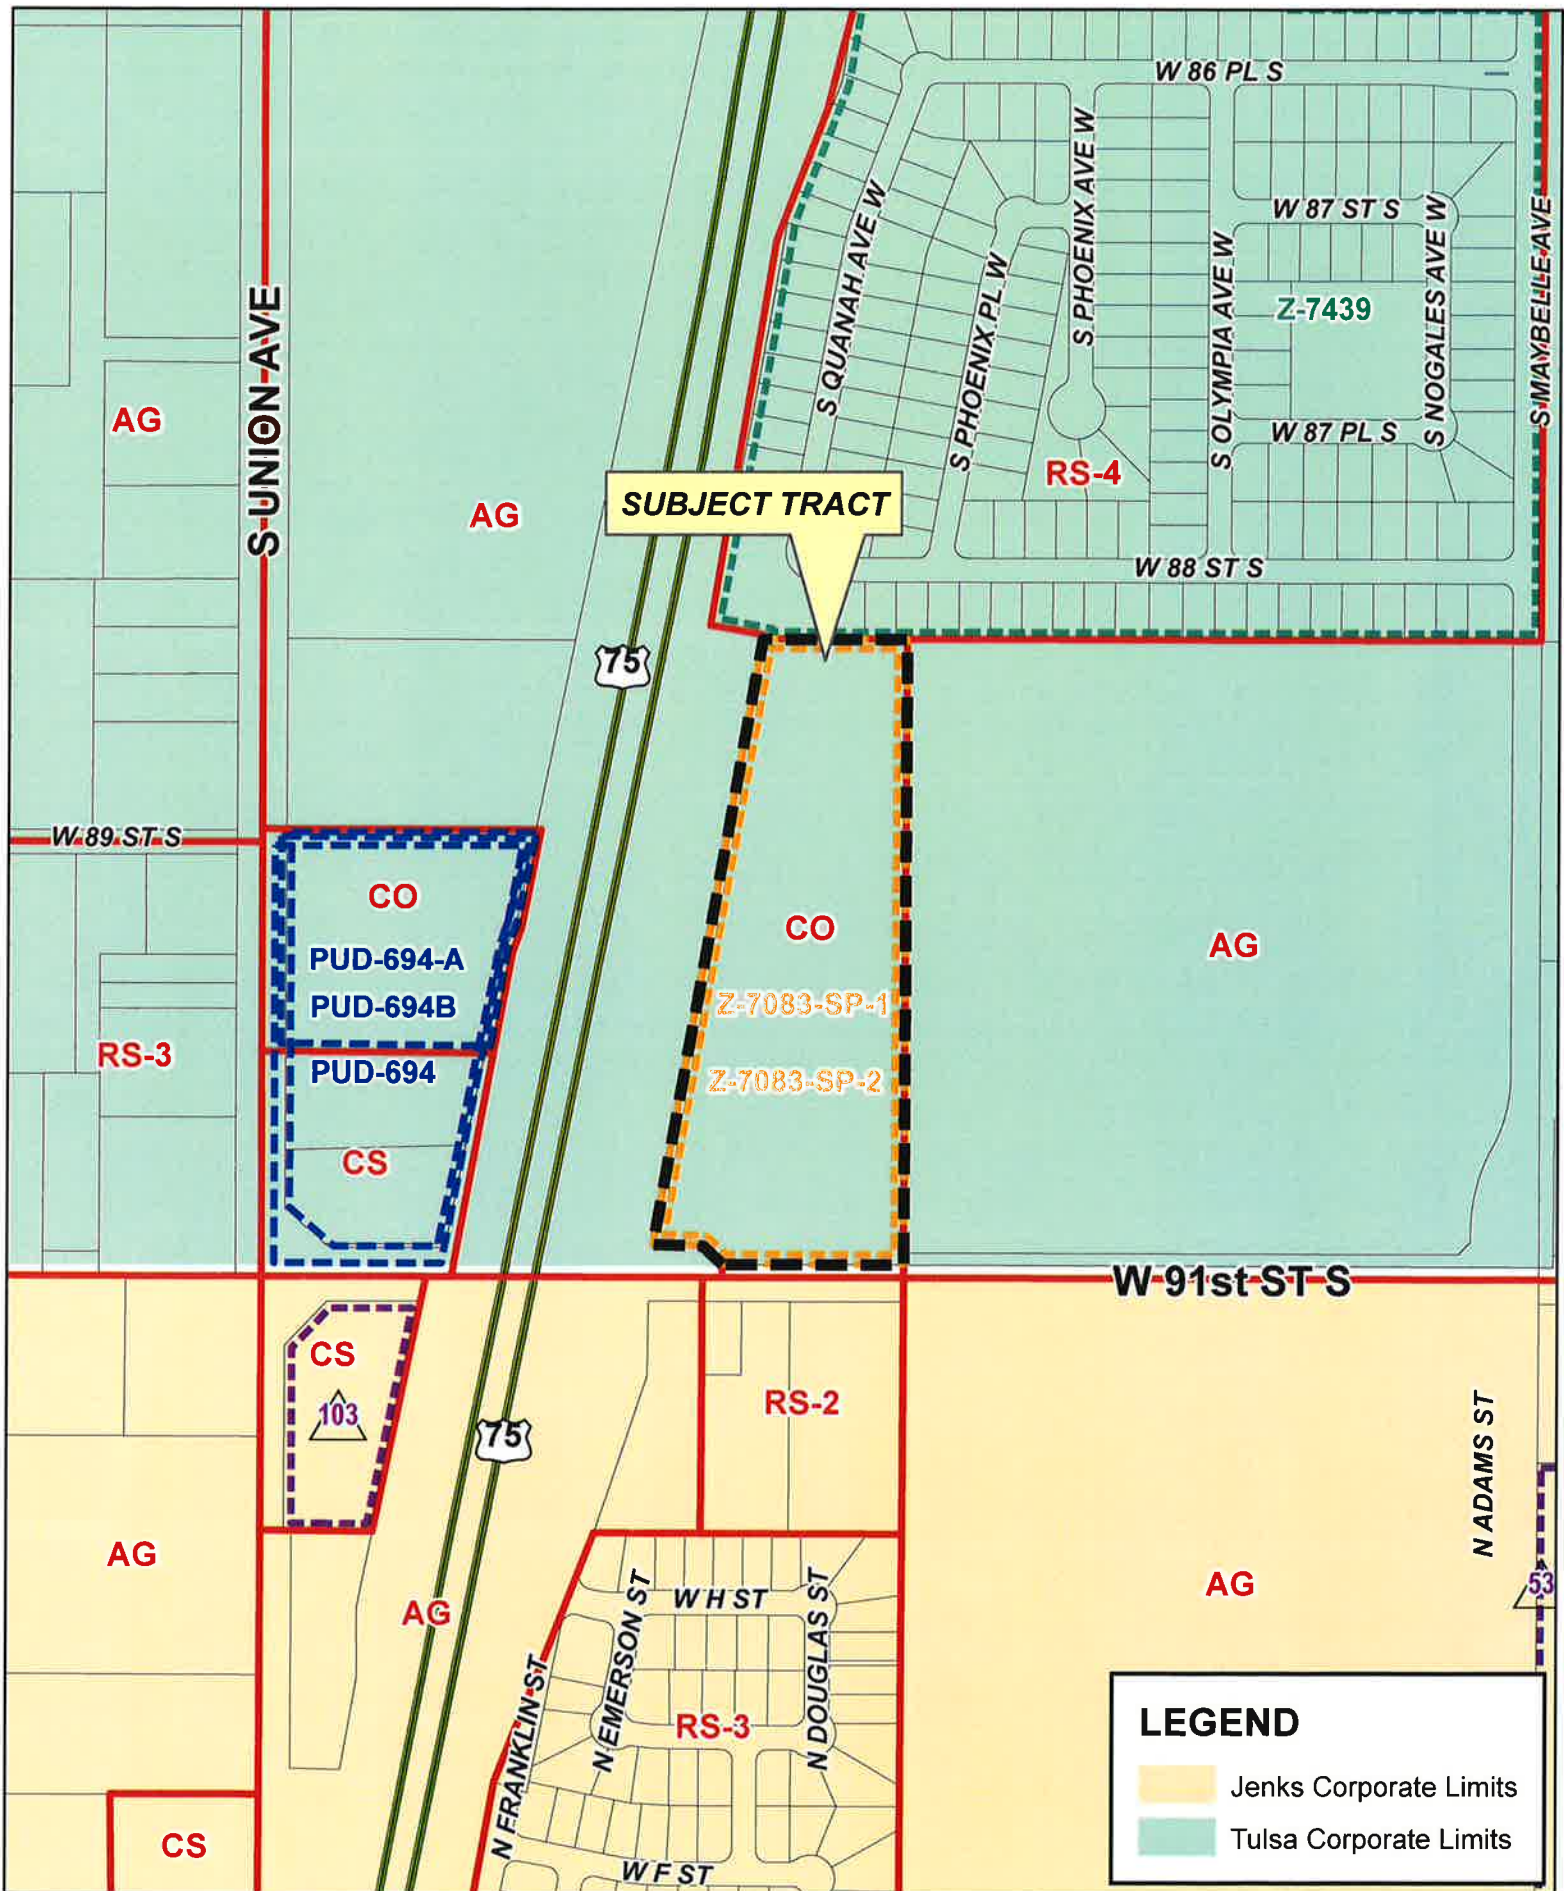 W 86 PL S
S PHOENIX AVE W
S QUANAH AVE W
W 87 ST S
S NOGALES AVE W
S MAYBELLE AVE
S OLYMPIA AVE W
S PHOENIX PL W
Z-7439
S UNION AVE
AG
W 87 PL S
RS-4
AG
SUBJECT TRACT
W 88 ST S
75
W 89 ST S
CO
PUD-694-A
PUD-694B
PUD-694
CS
RS-3
CO
Z-7083-SP-1
Z-7083-SP-2
AG
W 91st ST S
CS
103
75
RS-2
N ADAMS ST
AG
AG
AG
53
W H ST
N EMERSON ST
N DOUGLAS ST
N FRANKLIN ST
RS-3
W F ST
CS
LEGEND
Jenks Corporate Limits
Tulsa Corporate Limits